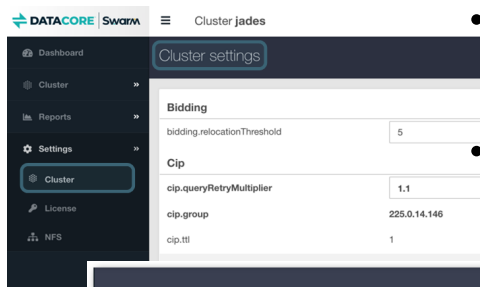 DATACORE Swarm
Cluster jades
Dashboard
Cluster settings
Cluster
Reports
Settings
Cluster
License
NFS
Bidding
bidding.relocationThreshold 5
Cip
cip.queryRetryMultiplier 1.1
cip.group 225.0.14.146
cip.ttl 1